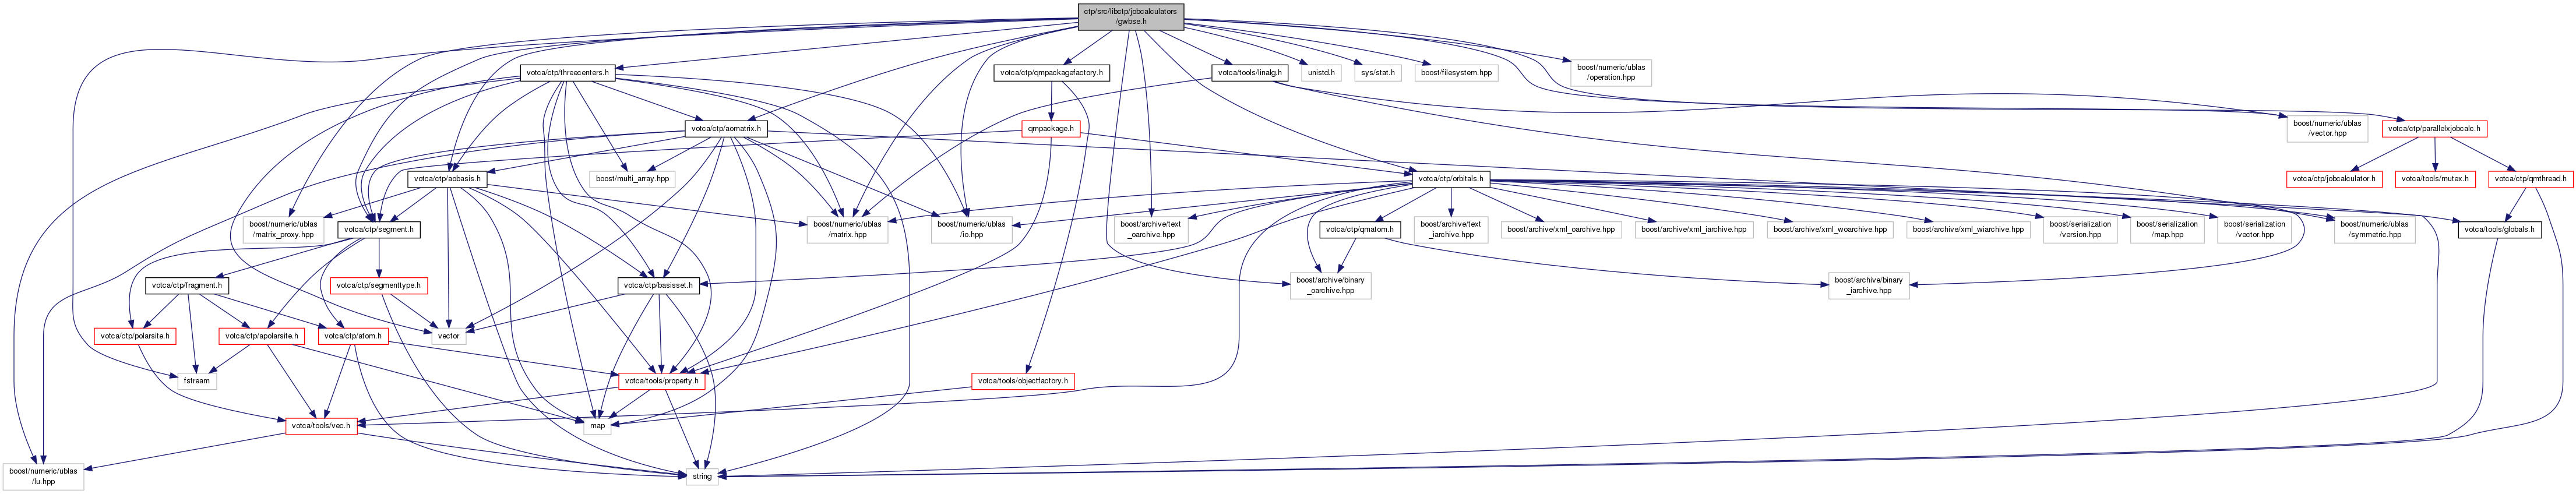 ctp/src/libctp/jobcalculators
/gwbse.h
votca/ctp/threecenters.h
votca/ctp/qmpackagefactory.h
votca/tools/linalg.h
unistd.h
sys/stat.h
boost/filesystem.hpp
boost/numeric/ublas
/operation.hpp
votca/ctp/aomatrix.h
qmpackage.h
boost/numeric/ublas
/vector.hpp
votca/ctp/parallelxjobcalc.h
votca/ctp/aobasis.h
boost/multi_array.hpp
votca/ctp/orbitals.h
votca/ctp/jobcalculator.h
votca/tools/mutex.h
votca/ctp/qmthread.h
boost/numeric/ublas
/matrix_proxy.hpp
votca/ctp/segment.h
boost/numeric/ublas
/matrix.hpp
boost/numeric/ublas
/io.hpp
boost/archive/text
_oarchive.hpp
votca/ctp/qmatom.h
boost/archive/text
_iarchive.hpp
boost/archive/xml_oarchive.hpp
boost/archive/xml_iarchive.hpp
boost/archive/xml_woarchive.hpp
boost/archive/xml_wiarchive.hpp
boost/serialization
/version.hpp
boost/serialization
/map.hpp
boost/serialization
/vector.hpp
boost/numeric/ublas
/symmetric.hpp
votca/tools/globals.h
votca/ctp/fragment.h
votca/ctp/segmenttype.h
votca/ctp/basisset.h
boost/archive/binary
_oarchive.hpp
boost/archive/binary
_iarchive.hpp
votca/ctp/polarsite.h
votca/ctp/apolarsite.h
votca/ctp/atom.h
vector
fstream
votca/tools/property.h
votca/tools/objectfactory.h
votca/tools/vec.h
map
boost/numeric/ublas
/lu.hpp
string